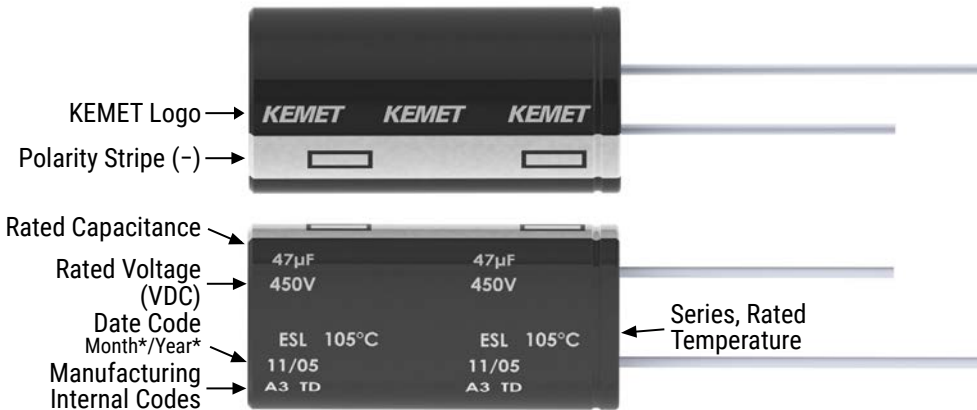 KEMET Logo
KEMET KEMET KEMET
Polarity Stripe (−)
Rated Capacitance
47µF 47µF
Rated Voltage
(VDC)
450V 450V
Date Code
Month*/Year*
ESL 105°C ESL 105°C
Series, Rated
Temperature
11/05 11/05
Manufacturing
Internal Codes
A3 TD A3 TD